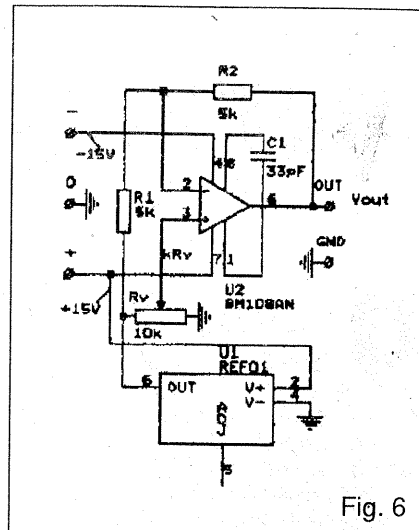 R2
5k
C1
33pF
−
-15V
4 8
2
OUT
6
Vout
0
R1
5k
3
GND
kRv
+
7 1
U2
+15V
Rv
10k
U1
REF01
6
OUT
V+
2
V-
4
ADJ
5
Fig. 6